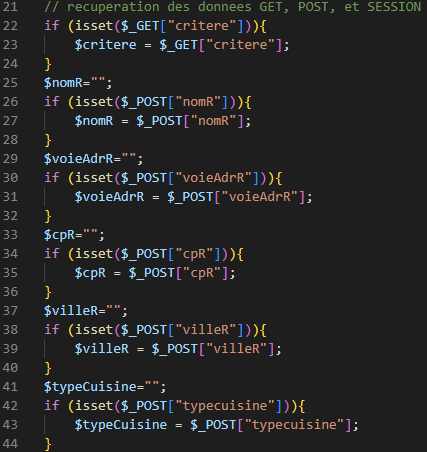 21 // recuperation des donnees GET, POST, et SESSION
22 if (isset($_GET["critere"])){
23 $critere = $_GET["critere"];
24 }
25 $nomR="";
26 if (isset($_POST["nomR"])){
27 $nomR = $_POST["nomR"];
28 }
29 $voieAdrR="";
30 if (isset($_POST["voieAdrR"])){
31 $voieAdrR = $_POST["voieAdrR"];
32 }
33 $cpR="";
34 if (isset($_POST["cpR"])){
35 $cpR = $_POST["cpR"];
36 }
37 $villeR="";
38 if (isset($_POST["villeR"])){
39 $villeR = $_POST["villeR"];
40 }
41 $typeCuisine="";
42 if (isset($_POST["typecuisine"])){
43 $typeCuisine = $_POST["typecuisine"];
44 }